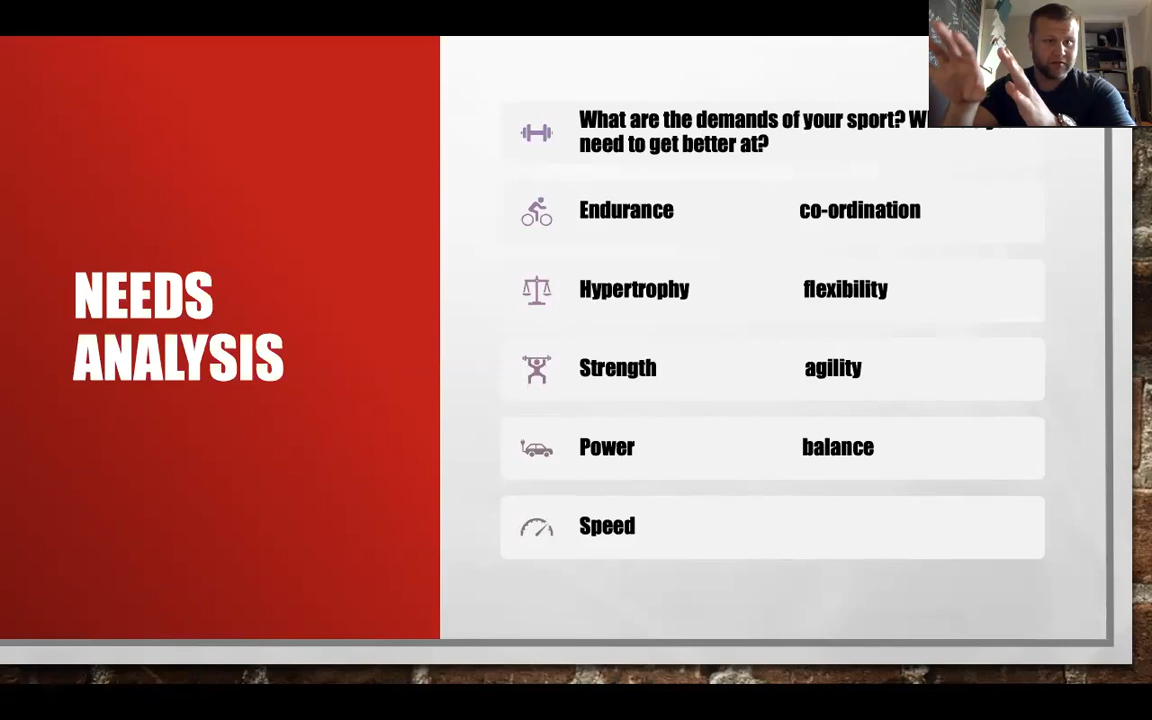 NEEDS
ANALYSIS
What are the demands of your sport?
need to get better at?
Endurance co-ordination
Hypertrophy flexibility
Strength agility
Power balance
Speed